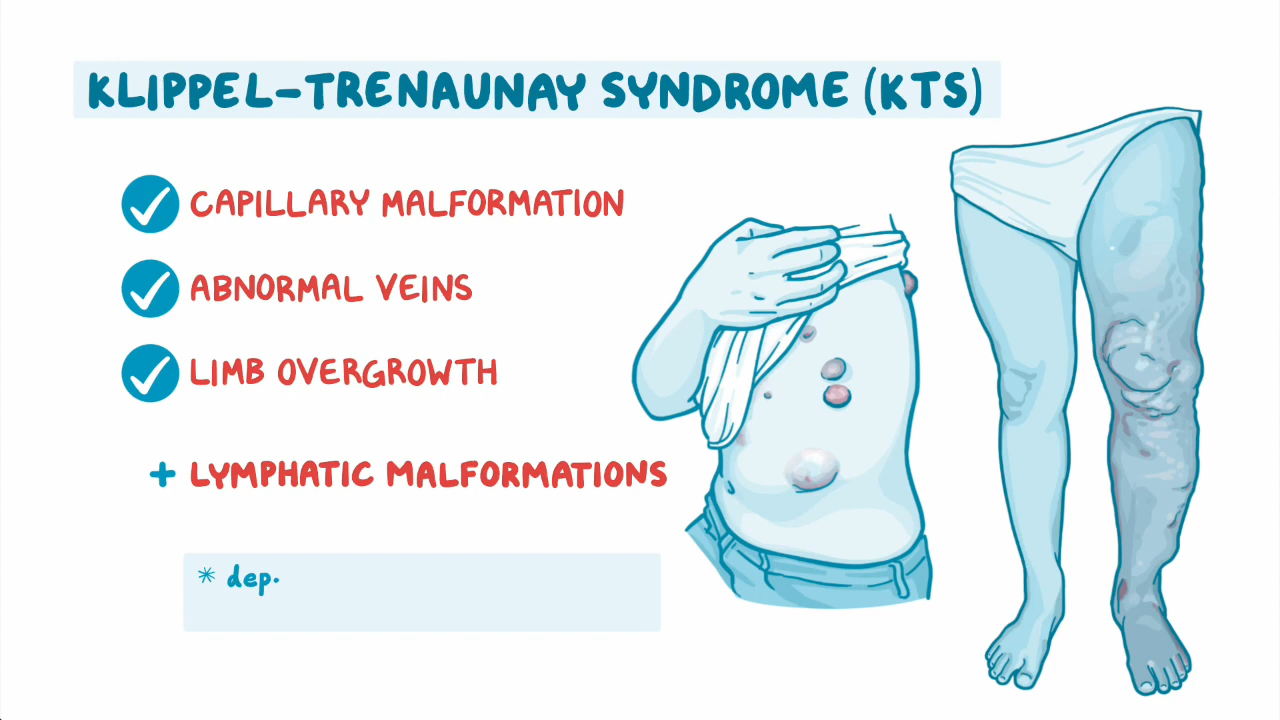 KLIPPEL-TRENAUNAY SYNDROME (KTS)
CAPILLARY MALFORMATION
ABNORMAL VEINS
LIMB OVERGROWTH
+ LYMPHATIC MALFORMATIONS
* dep.